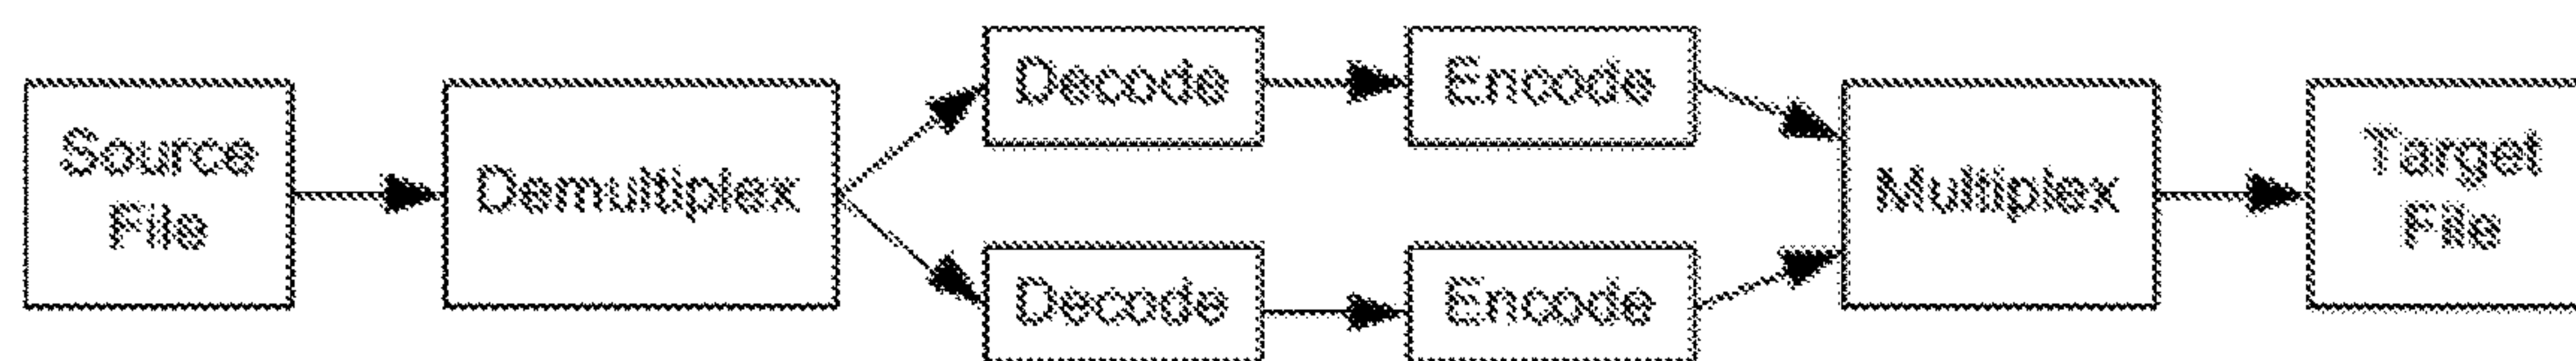 Source
File
Demultiplex
Decode
Encode
Decode
Encode
Multiplex
Target
File